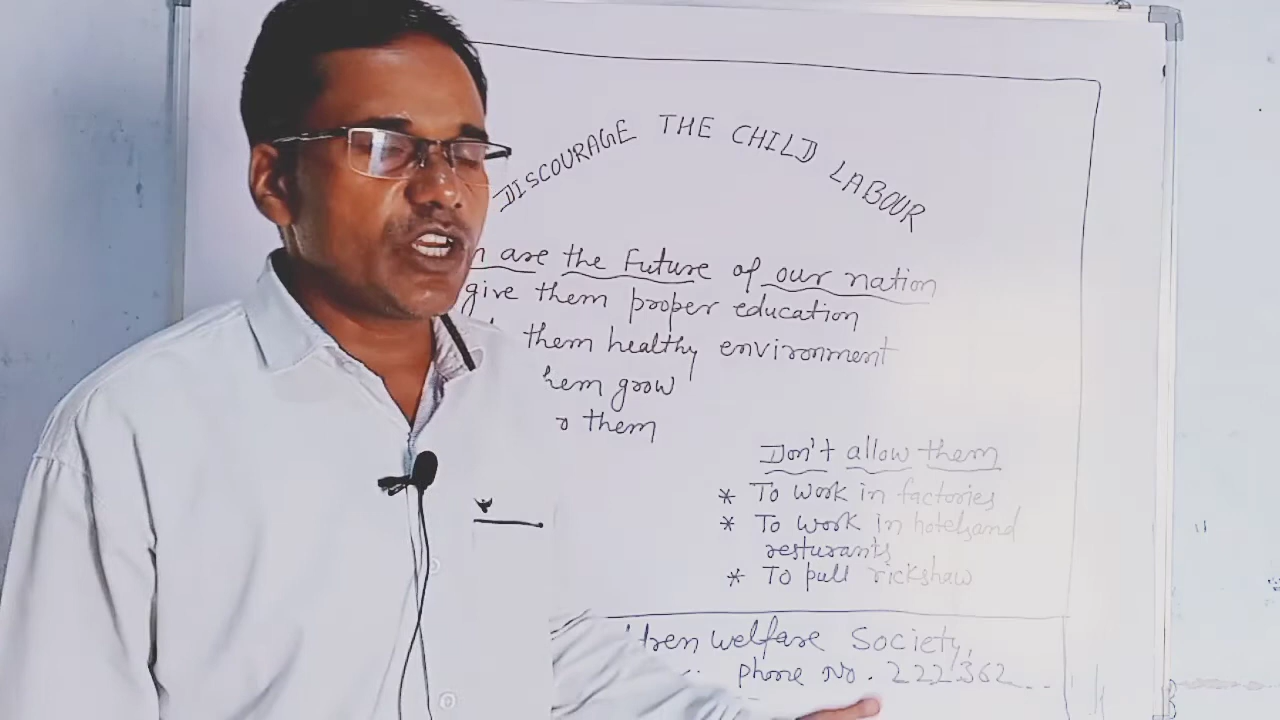 DISCOURAGE THE CHILD LABOUR
are the Future of our nation
give them proper education
them healthy environment
hem grow
them
Don't allow them
* To work in factories
* To work in hotels and
resturants
* To pull rickshaw
dren welfare Society,
phone No. 222362...